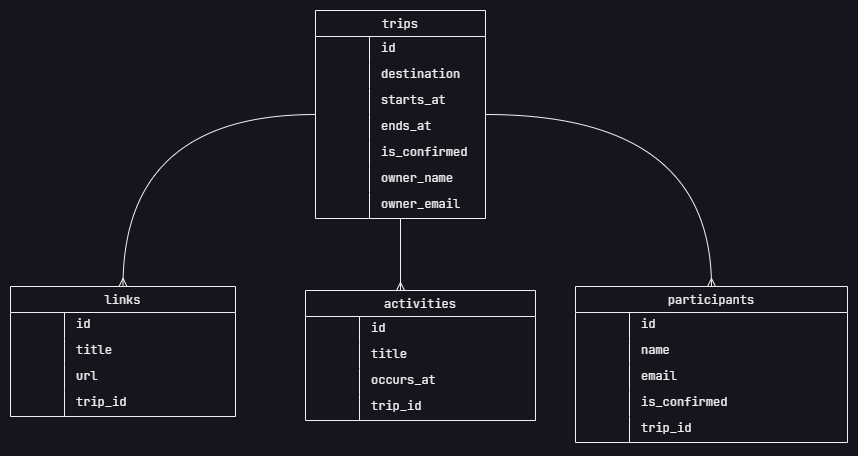 trips
id
destination
starts_at
ends_at
is_confirmed
owner_name
owner_email
links
id
title
url
trip_id
activities
id
title
occurs_at
trip_id
participants
id
name
email
is_confirmed
trip_id